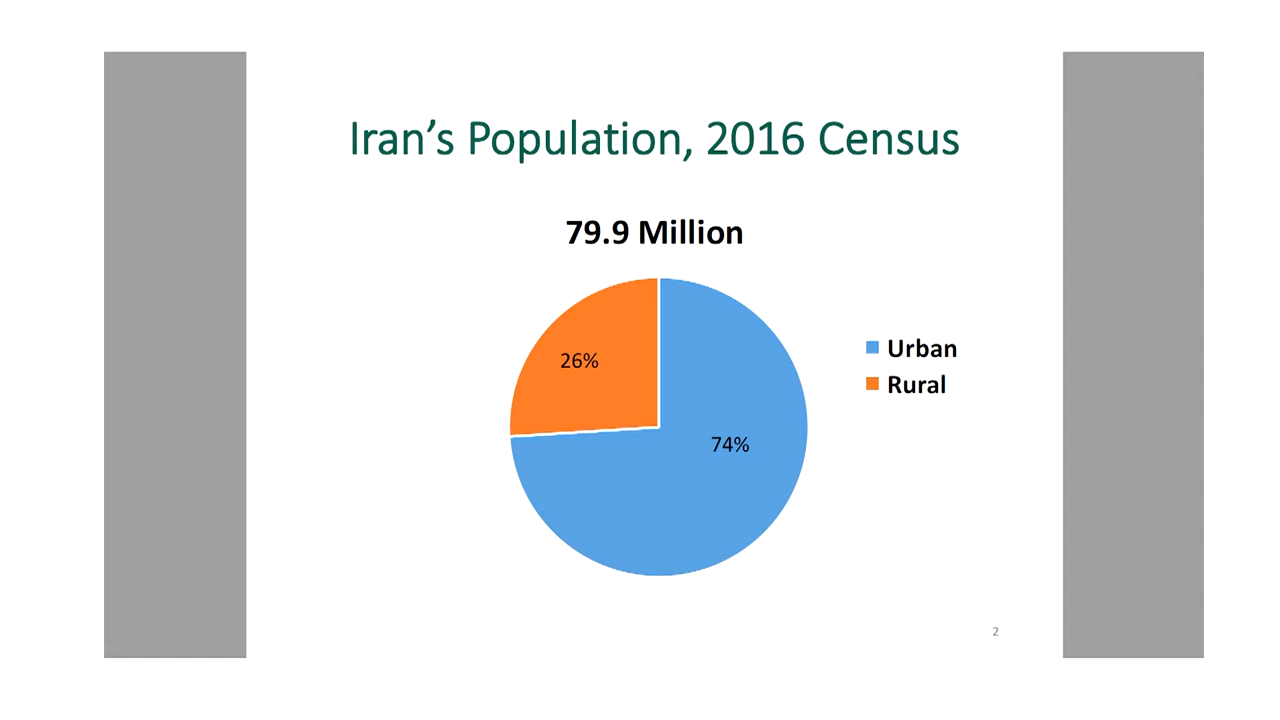 Iran’s Population, 2016 Census
79.9 Million
26%
74%
Urban
Rural
2